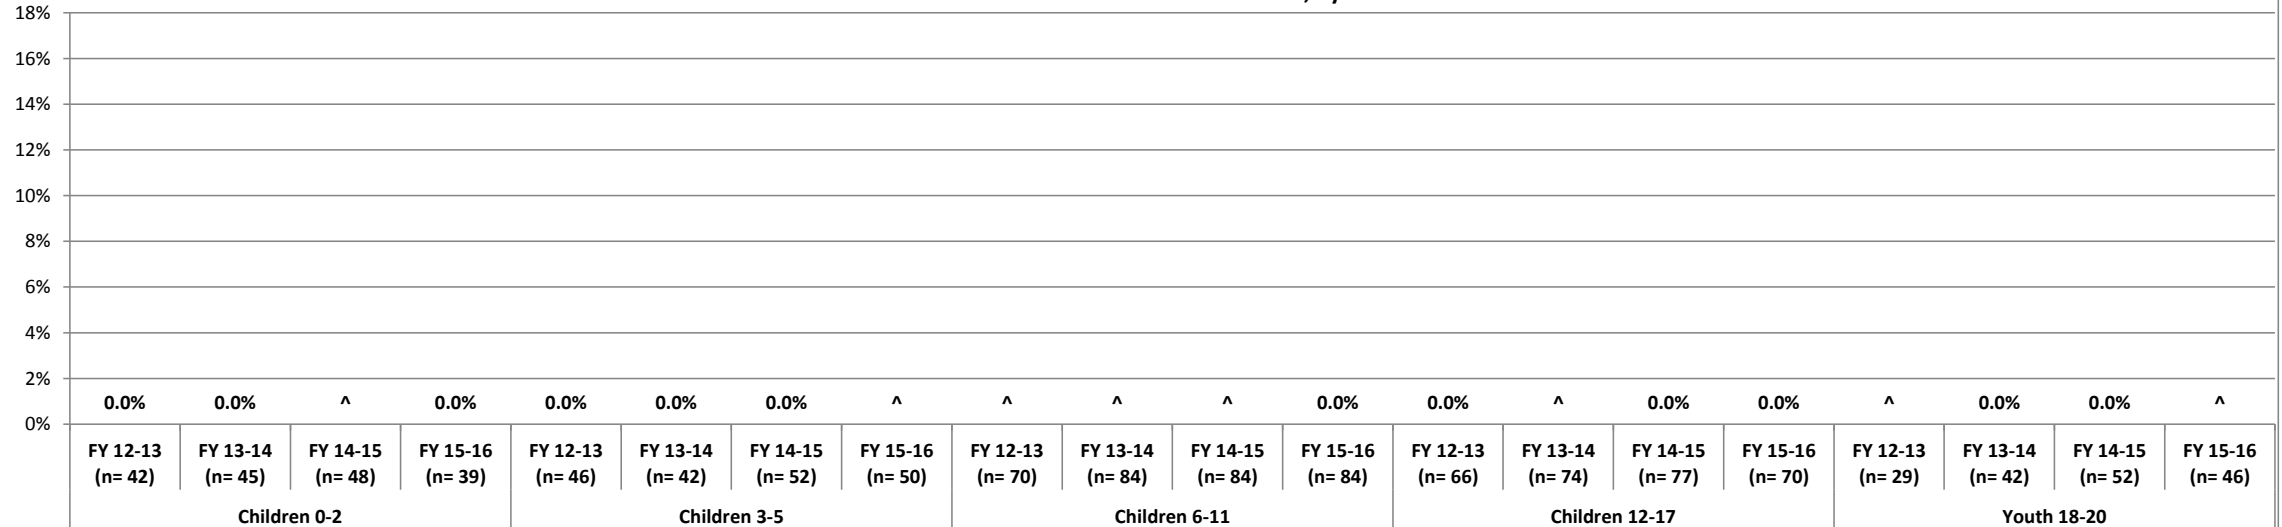 18%
16%
14%
12%
10%
8%
6%
4%
2%
0%
0.0% 0.0% ^ 0.0% 0.0% 0.0% 0.0% ^ ^ ^ ^ 0.0% 0.0% ^ 0.0% 0.0% ^ 0.0% 0.0% ^
FY 12-13 FY 13-14 FY 14-15 FY 15-16 FY 12-13 FY 13-14 FY 14-15 FY 15-16 FY 12-13 FY 13-14 FY 14-15 FY 15-16 FY 12-13 FY 13-14 FY 14-15 FY 15-16 FY 12-13 FY 13-14 FY 14-15 FY 15-16
(n= 42) (n= 45) (n= 48) (n= 39) (n= 46) (n= 42) (n= 52) (n= 50) (n= 70) (n= 84) (n= 84) (n= 84) (n= 66) (n= 74) (n= 77) (n= 70) (n= 29) (n= 42) (n= 52) (n= 46)
Children 0-2 Children 3-5 Children 6-11 Children 12-17 Youth 18-20